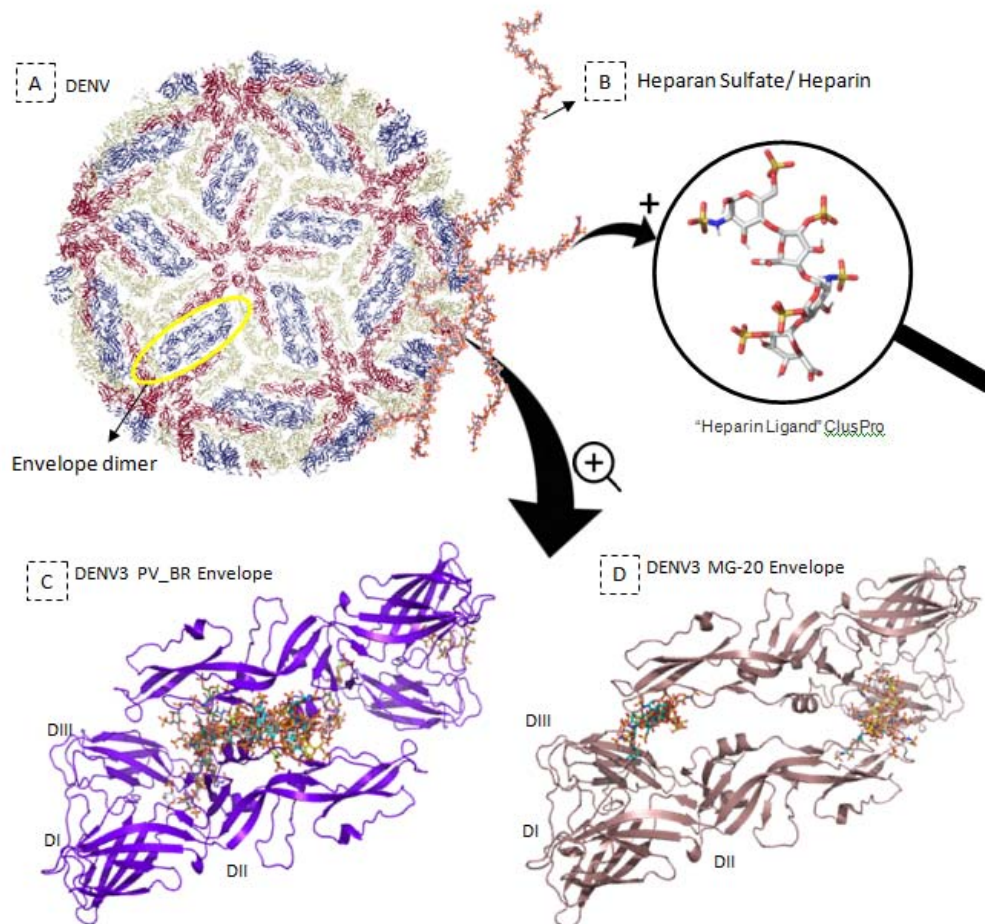 A DENV
B Heparan Sulfate/ Heparin
+
Envelope dimer
“Heparin Ligand” ClusPro
+
C DENV3 PV_BR Envelope
D DENV3 MG-20 Envelope
DIII
DI
DII
DIII
DI
DII